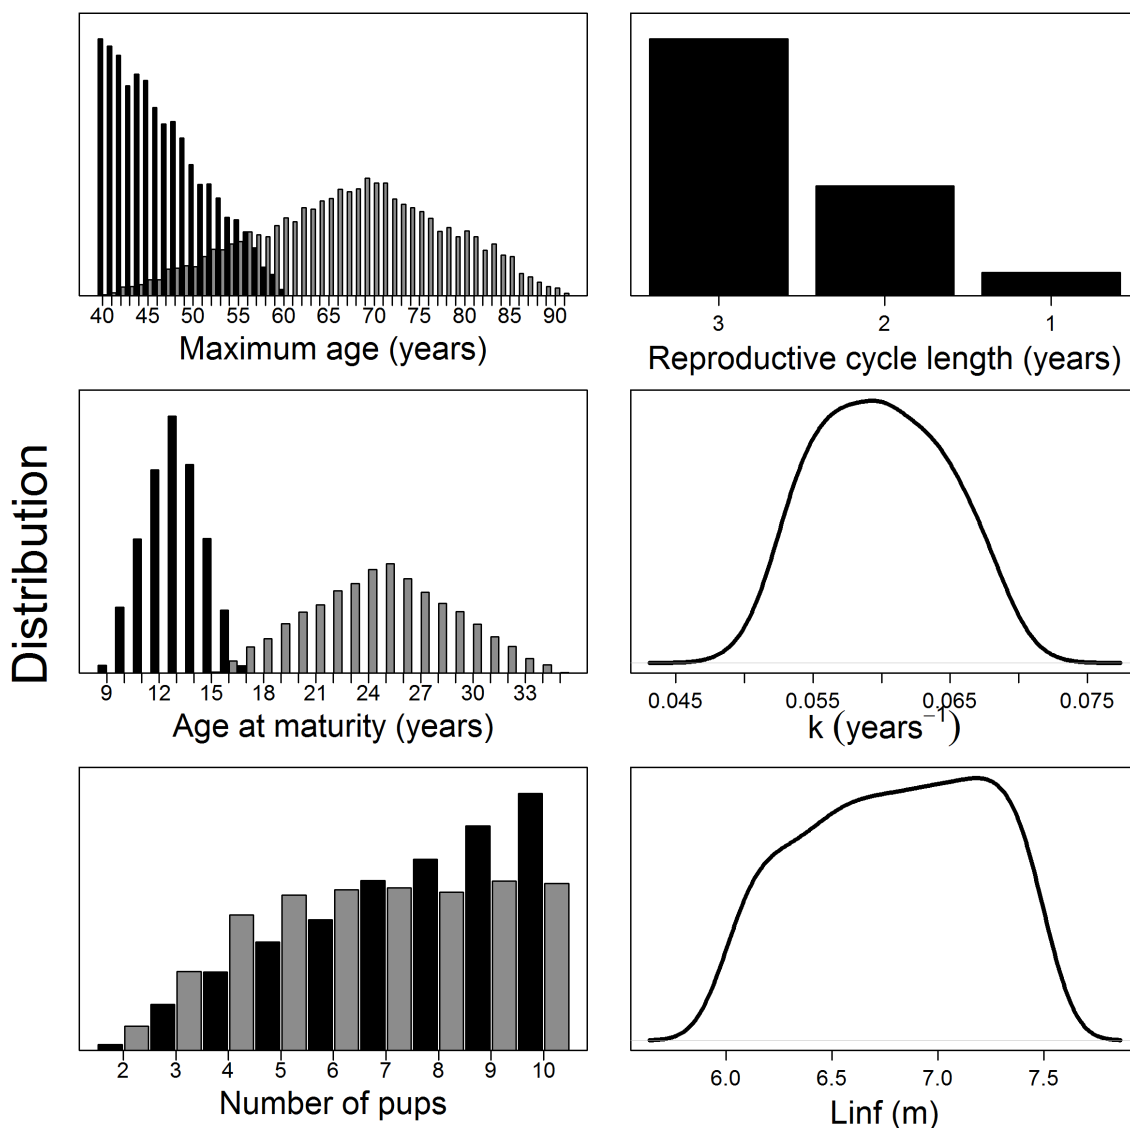 40 45 50 55 60 65 70 75 80 85 90
Maximum age (years)
3 2 1
Reproductive cycle length (years)
Distribution
9 12 15 18 21 24 27 30 33
Age at maturity (years)
0.045 0.055 0.065 0.075
k (years⁻¹)
2 3 4 5 6 7 8 9 10
Number of pups
6.0 6.5 7.0 7.5
Linf (m)